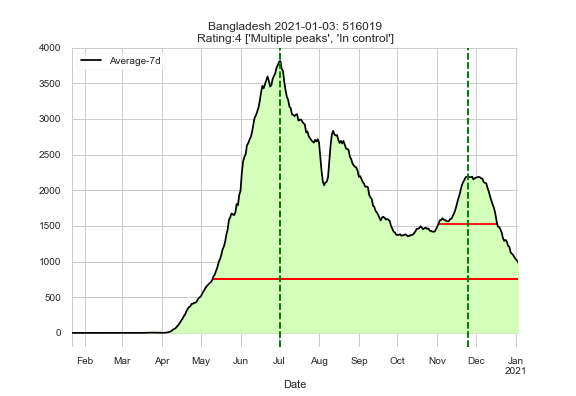 Bangladesh 2021-01-03: 516019
Rating:4 ['Multiple peaks', 'In control']
Average-7d
4000
3500
3000
2500
2000
1500
1000
500
0
Feb Mar Apr May Jun Jul Aug Sep Oct Nov Dec Jan
2021
Date